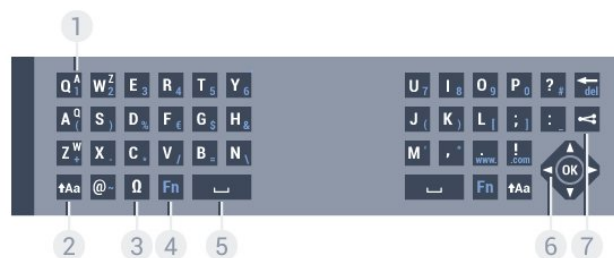 1
Q A 1 W Z 2 E 3 R 4 T 5 Y 6 U 7 I 8 O 9 P 0 ? # del
A Q ( S ) D % F € G $ H & J ( K ) L [ ; ] : _
Z W + X - C * V / B = N \ M ' , " . www. ! .com OK
Aa @ ~ Ω Fn Fn Aa
2 3 4 5 6 7